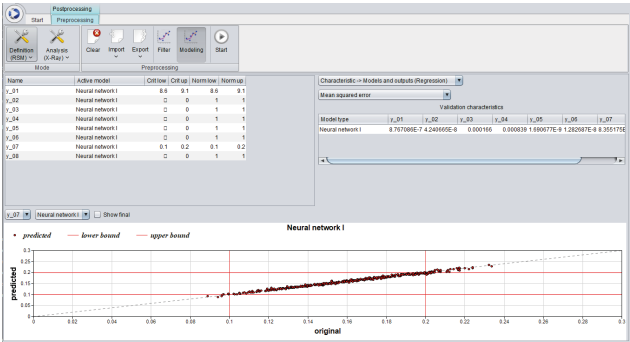 Postprocessing
Start Preprocessing
Definition (RSM) Analysis (X-Ray) Clear Import Export Filter Modeling Start
Mode Preprocessing
Name Active model Crit low Crit up Norm low Norm up
y_01 Neural network I 8.6 9.1 8.6 9.1
y_02 Neural network I 0 0 1 1
y_03 Neural network I 0 0 1 1
y_04 Neural network I 0 0 1 1
y_05 Neural network I 0 0 1 1
y_06 Neural network I 0 0 1 1
y_07 Neural network I 0.1 0.2 0.1 0.2
y_08 Neural network I 0 0 1 1
Characteristic -> Models and outputs (Regression)
Mean squared error
Validation characteristics
Model type y_01 y_02 y_03 y_04 y_05 y_06 y_07
Neural network I 8.767086E-7 4.240665E-8 0.000166 0.000839 1.690677E-9 1.282687E-8 8.355175E
y_07 Neural network I Show final
Neural network I
predicted lower bound upper bound
predicted
0.3
0.25
0.2
0.15
0.1
0.05
0
0 0.02 0.04 0.06 0.08 0.1 0.12 0.14 0.16 0.18 0.2 0.22 0.24 0.26 0.28 0.3
original